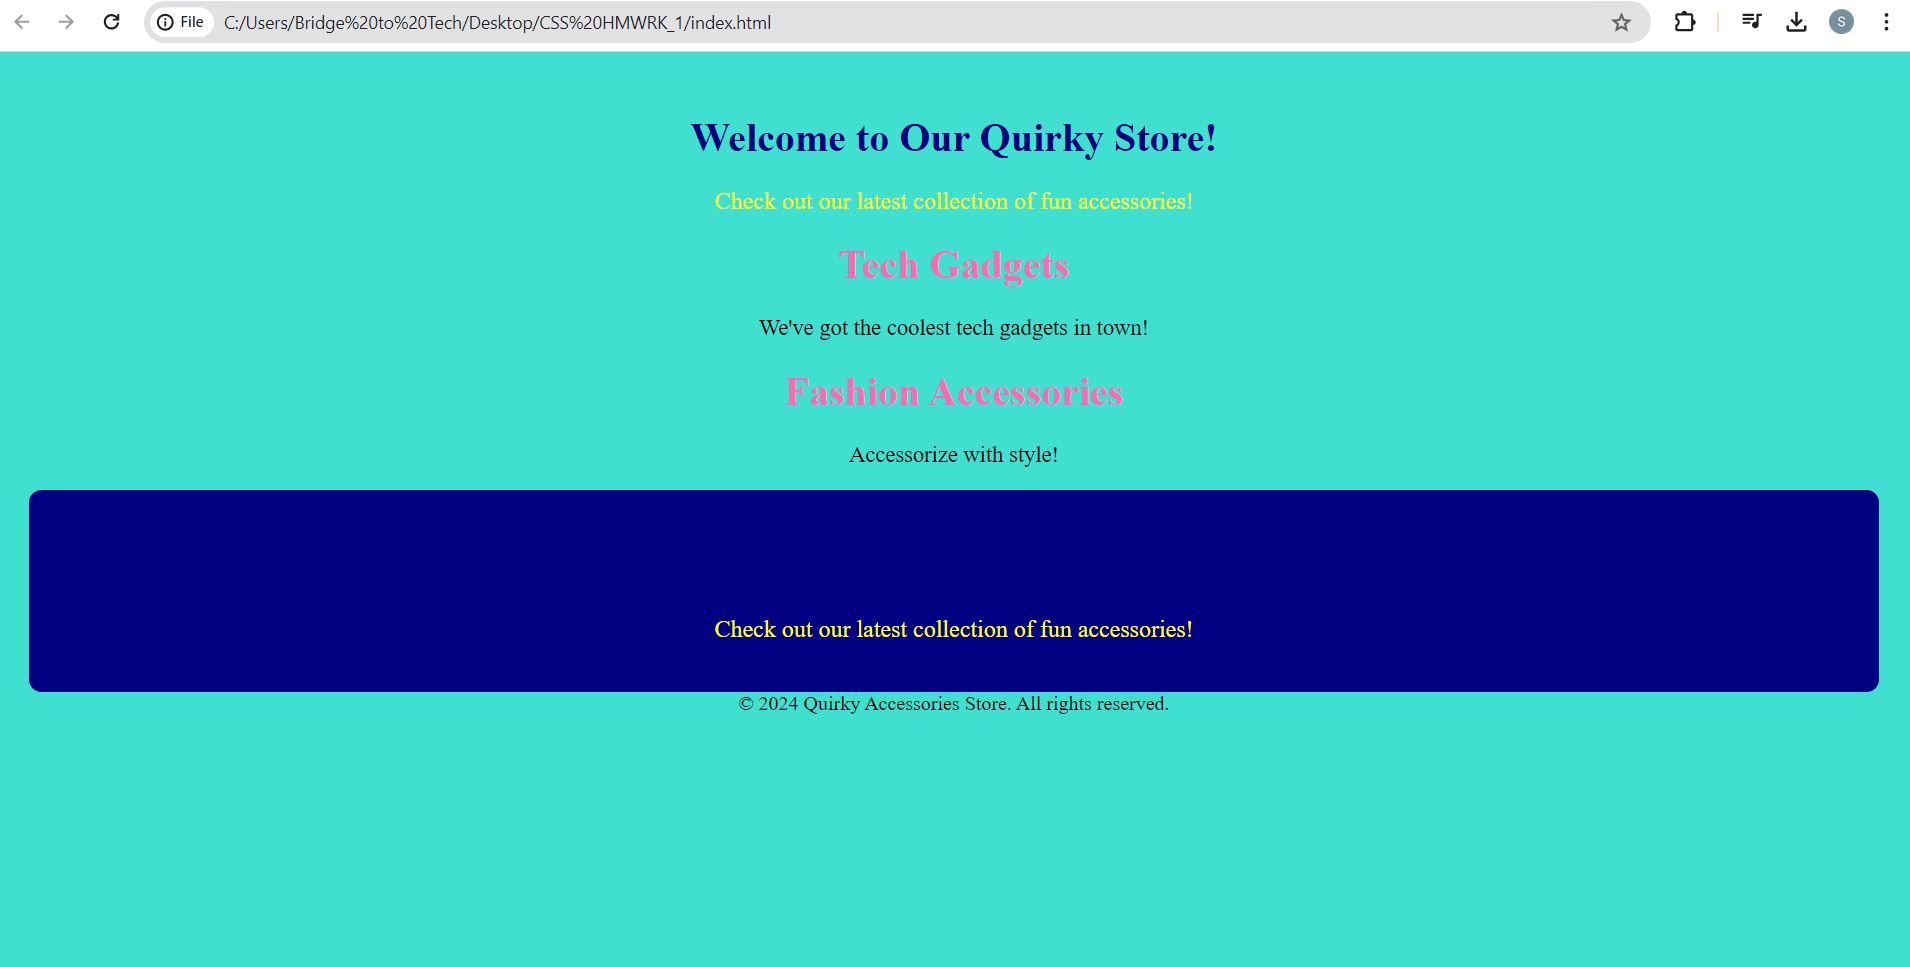 File C:/Users/Bridge%20to%20Tech/Desktop/CSS%20HMWRK_1/index.html S
Welcome to Our Quirky Store!
Check out our latest collection of fun accessories!
Tech Gadgets
We've got the coolest tech gadgets in town!
Fashion Accessories
Accessorize with style!
Check out our latest collection of fun accessories!
© 2024 Quirky Accessories Store. All rights reserved.